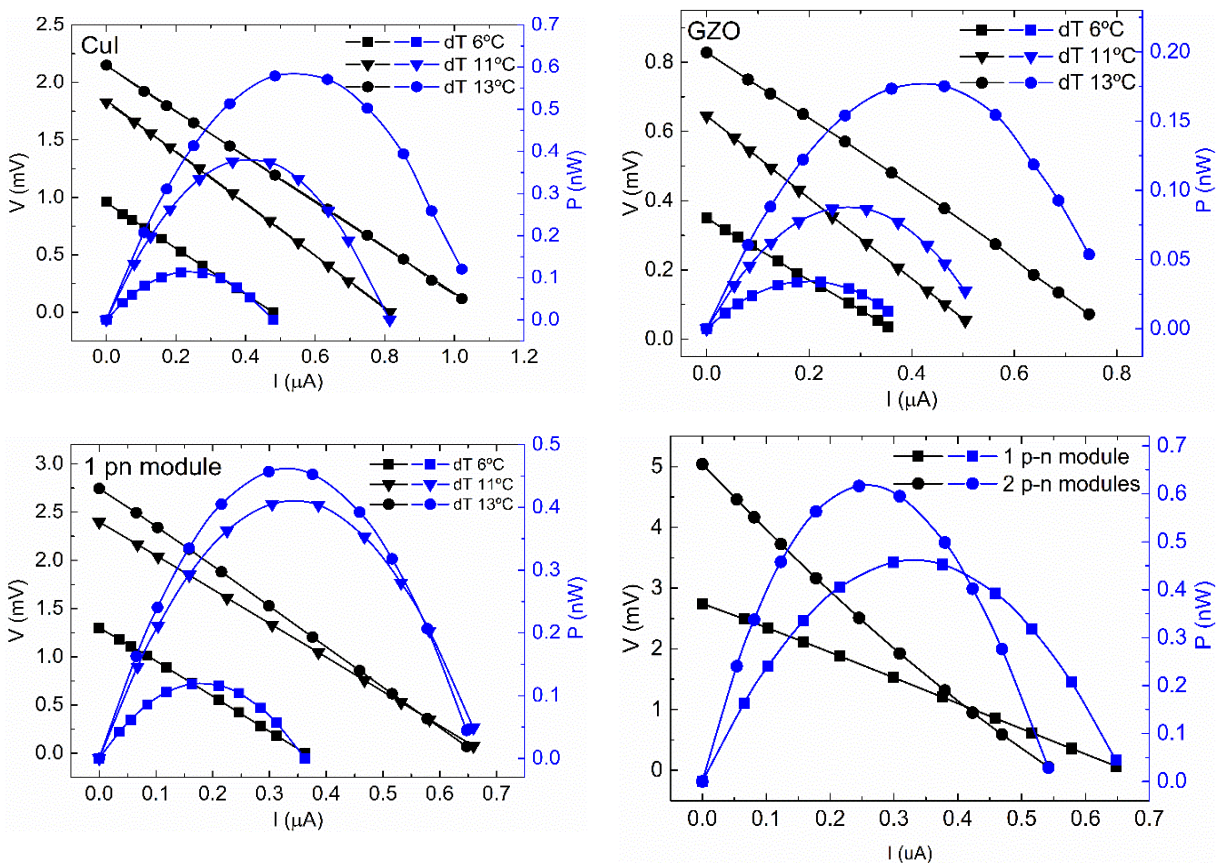 CuI
dT 6ºC
dT 11ºC
dT 13ºC
V (mV)
2.5
2.0
1.5
1.0
0.5
0.0
P (nW)
0.7
0.6
0.5
0.4
0.3
0.2
0.1
0.0
0.0 0.2 0.4 0.6 0.8 1.0 1.2
I (μA)
GZO
dT 6ºC
dT 11ºC
dT 13ºC
V (mV)
0.8
0.6
0.4
0.2
0.0
P (nW)
0.20
0.15
0.10
0.05
0.00
0.0 0.2 0.4 0.6 0.8
I (μA)
1 pn module
dT 6ºC
dT 11ºC
dT 13ºC
V (mV)
3.0
2.5
2.0
1.5
1.0
0.5
0.0
P (nW)
0.5
0.4
0.3
0.2
0.1
0.0
0.0 0.1 0.2 0.3 0.4 0.5 0.6 0.7
I (μA)
1 p-n module
2 p-n modules
V (mV)
5
4
3
2
1
0
P (nW)
0.7
0.6
0.5
0.4
0.3
0.2
0.1
0.0
0.0 0.1 0.2 0.3 0.4 0.5 0.6 0.7
I (uA)